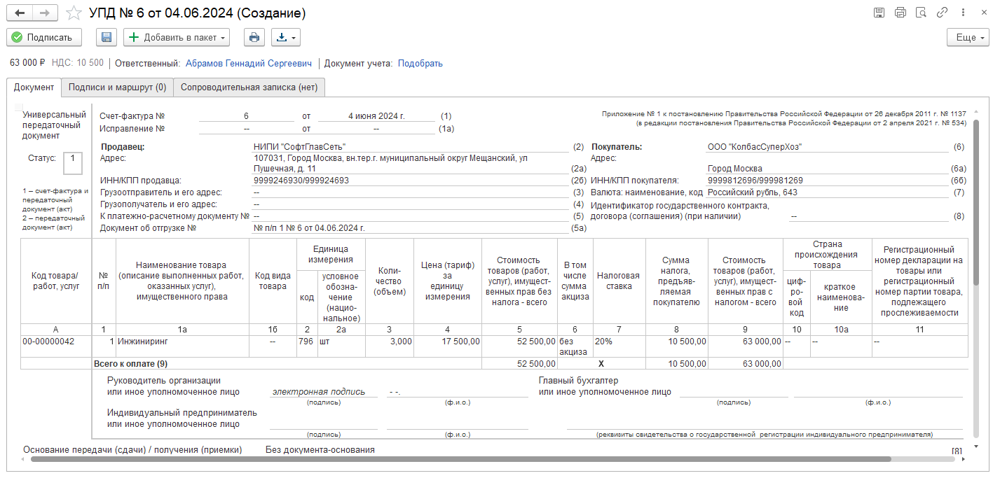 УПД № 6 от 04.06.2024 (Создание)
Подписать
Добавить в пакет
Еще
63 000 ₽ НДС: 10 500 Ответственный: Абрамов Геннадий Сергеевич Документ учета: Подобрать
Документ Подписи и маршрут (0) Сопроводительная записка (нет)
Универсальный
передаточный
документ
Статус: 1
1 – счет-фактура и
передаточный
документ (акт)
2 – передаточный
документ (акт)
Счет-фактура № 6 от 4 июня 2024 г. (1)
Исправление № -- от -- (1а)
Приложение № 1 к постановлению Правительства Российской Федерации от 26 декабря 2011 г. № 1137
(в редакции постановления Правительства Российской Федерации от 2 апреля 2021 г. № 534)
Продавец: НИПИ "СофтГлавСеть" (2)
Адрес: 107031, Город Москва, вн.тер.г. муниципальный округ Мещанский, ул
Пушечная, д. 11 (2а)
ИНН/КПП продавца: 9999246930/999924693 (2б)
Грузоотправитель и его адрес: -- (3)
Грузополучатель и его адрес: -- (4)
К платежно-расчетному документу № -- (5)
Документ об отгрузке № № п/п 1 № 6 от 04.06.2024 г. (5а)
Покупатель: ООО "КолбасСуперХоз" (6)
Адрес:
Город Москва (6а)
ИНН/КПП покупателя: 9999812696/999981269 (6б)
Валюта: наименование, код Российский рубль, 643 (7)
Идентификатор государственного контракта,
договора (соглашения) (при наличии) -- (8)
Код товара/
работ, услуг
№
п/п
Наименование товара
(описание выполненных работ,
оказанных услуг),
имущественного права
Код вида
товара
Единица
измерения
код
условное
обозна-
чение
(нацио-
нальное)
Коли-
чество
(объем)
Цена (тариф)
за
единицу
измерения
Стоимость
товаров (работ,
услуг), имущест-
венных прав без
налога - всего
В том
числе
сумма
акциза
Налоговая
ставка
Сумма
налога,
предъяв-
ляемая
покупателю
Стоимость
товаров (работ,
услуг), имущест-
венных прав с
налогом - всего
Страна
происхождения
товара
циф-
ро-
вой
код
краткое
наименова-
ние
Регистрационный
номер декларации на
товары или
регистрационный
номер партии товара,
подлежащего
прослеживаемости
А 1 1а 1б 2 2а 3 4 5 6 7 8 9 10 10а 11
00-00000042 1 Инжиниринг -- 796 шт 3,000 17 500,00 52 500,00 без 20% 10 500,00 63 000,00 -- -- --
акциза
Всего к оплате (9) 52 500,00 Х 10 500,00 63 000,00
Руководитель организации
или иное уполномоченное лицо электронная подпись - -.
(подпись) (ф.и.о.)
Главный бухгалтер
или иное уполномоченное лицо
(подпись) (ф.и.о.)
Индивидуальный предприниматель
или иное уполномоченное лицо
(подпись) (ф.и.о.) (реквизиты свидетельства о государственной регистрации индивидуального предпринимателя)
Основание передачи (сдачи) / получения (приемки) Без документа-основания [8]